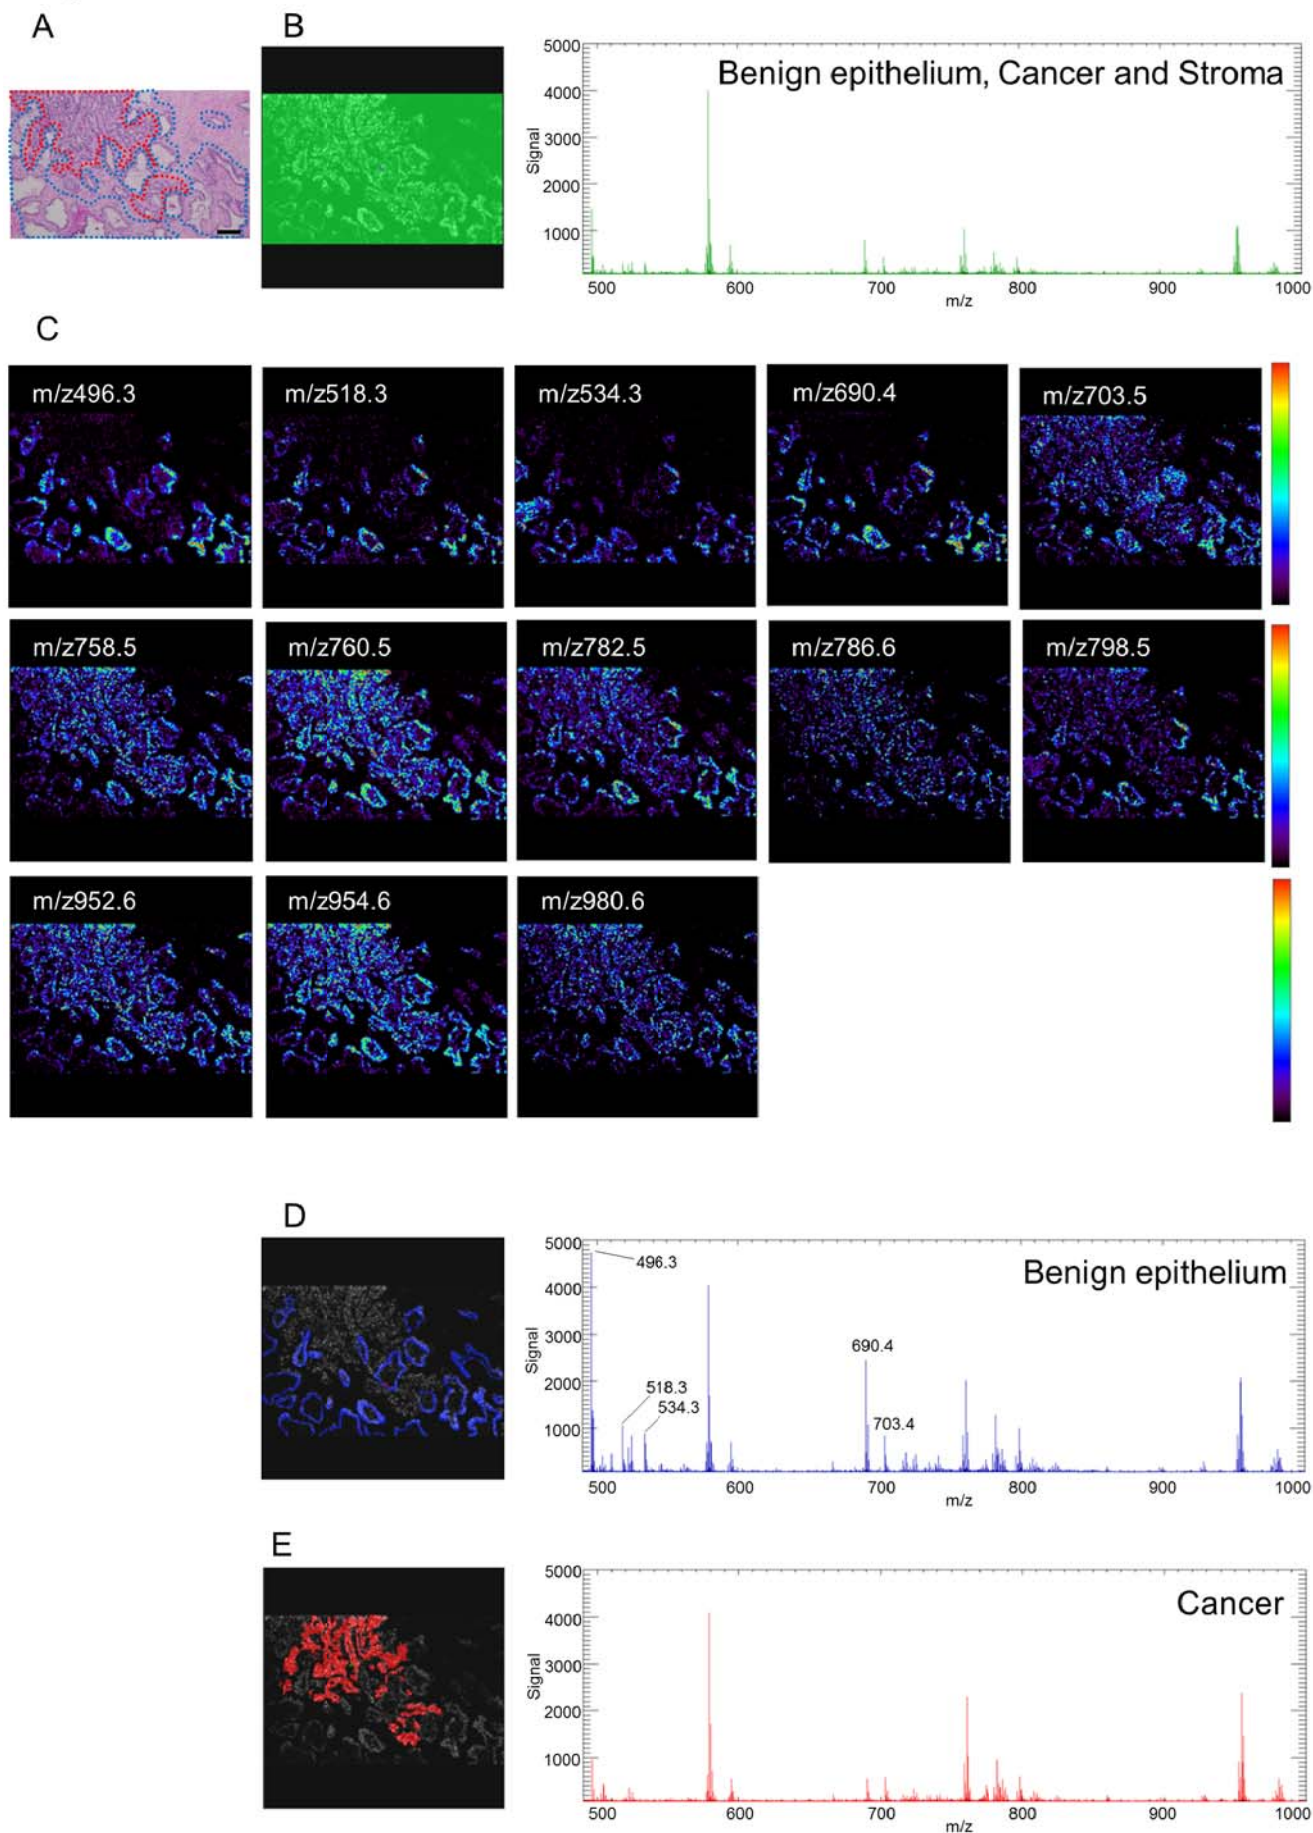 A
B
5000
4000
3000
2000
1000
Signal
Benign epithelium, Cancer and Stroma
500 600 700 800 900 1000
m/z
C
m/z496.3 m/z518.3 m/z534.3 m/z690.4 m/z703.5
m/z758.5 m/z760.5 m/z782.5 m/z786.6 m/z798.5
m/z952.6 m/z954.6 m/z980.6
D
5000
4000
3000
2000
1000
Signal
496.3
518.3
534.3
690.4
703.4
Benign epithelium
500 600 700 800 900 1000
m/z
E
5000
4000
3000
2000
1000
Signal
Cancer
500 600 700 800 900 1000
m/z